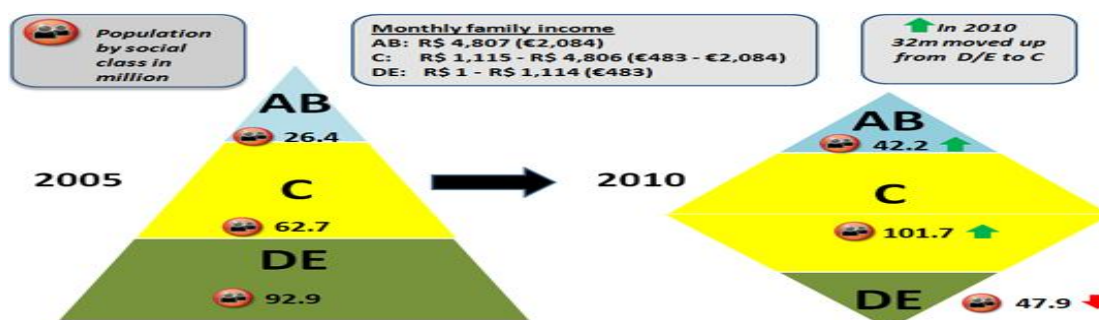 Population
by social
class in
million
Monthly family income
AB: R$ 4,807 (€2,084)
C: R$ 1,115 - R$ 4,806 (€483 - €2,084)
DE: R$ 1 - R$ 1,114 (€483)
In 2010
32m moved up
from D/E to C
2005
AB
26.4
C
62.7
DE
92.9
2010
AB
42.2
C
101.7
DE
47.9